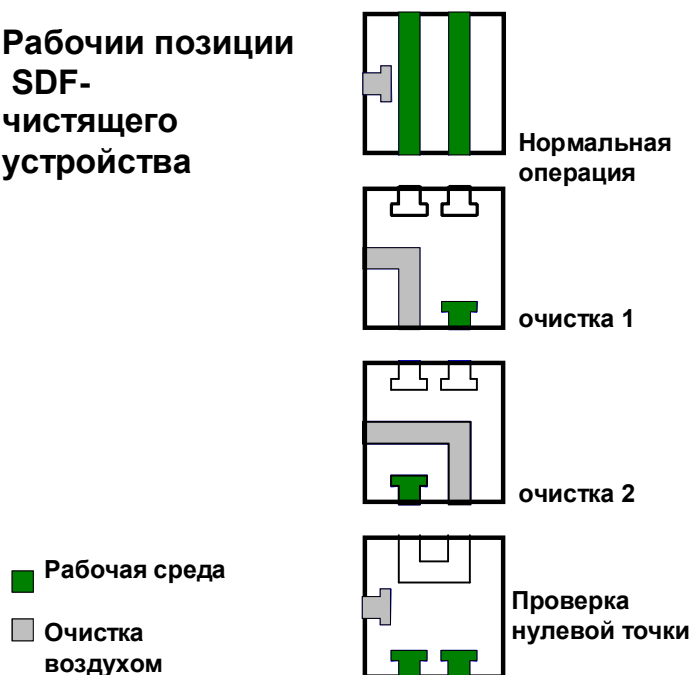 Рабочии позиции
SDF-
чистящего
устройства
Нормальная
операция
очистка 1
очистка 2
Рабочая среда
Очистка
воздухом
Проверка
нулевой точки